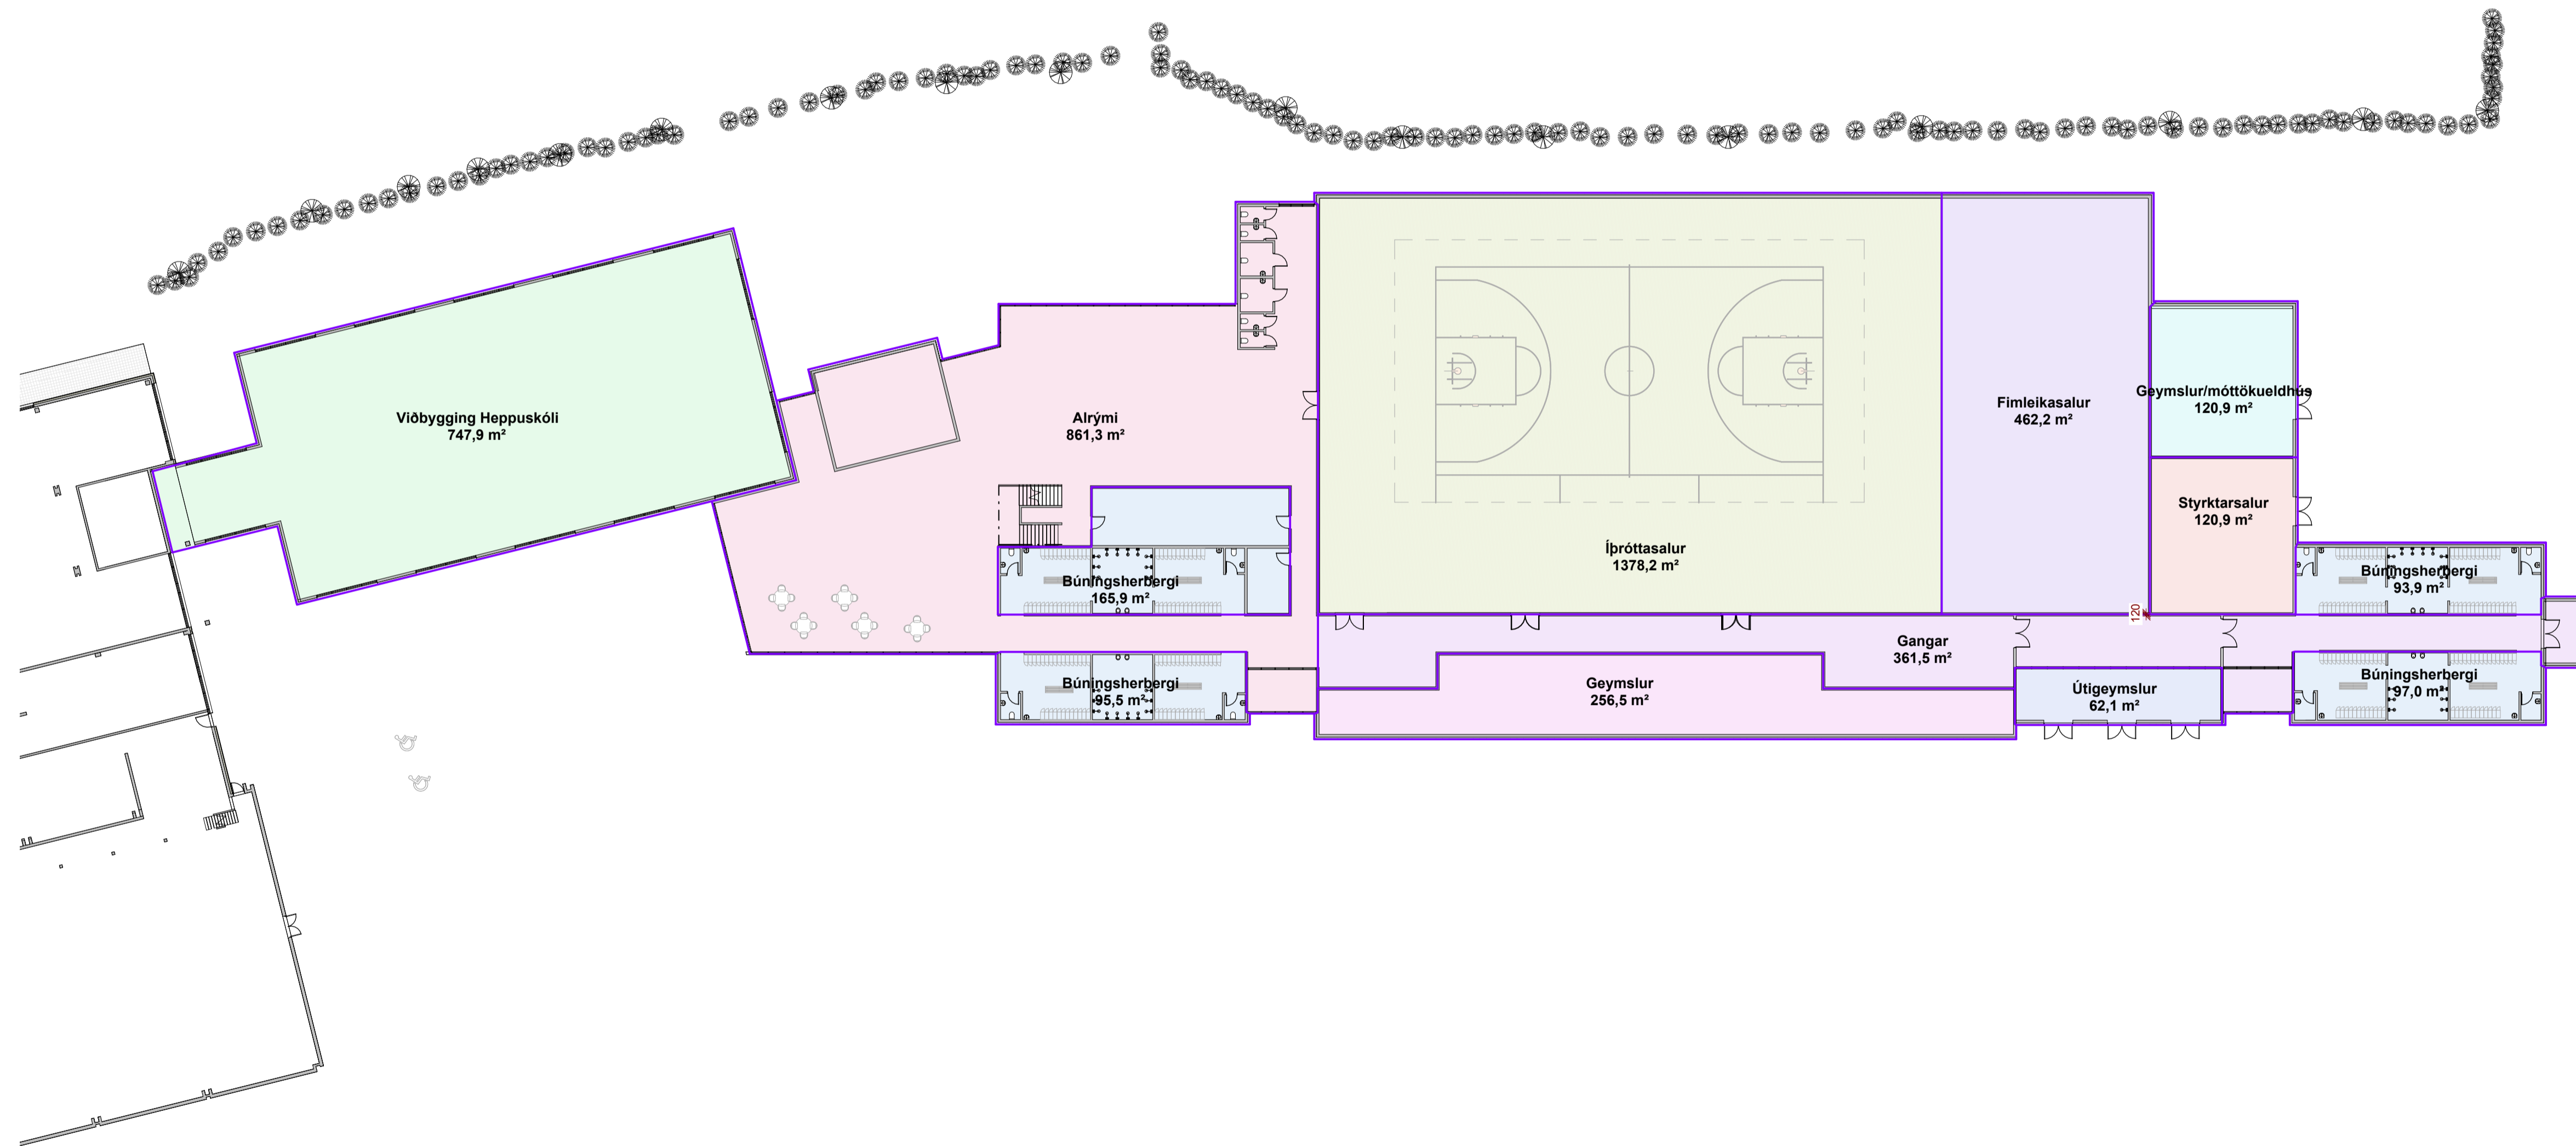 Viðbygging Heppuskóli
747,9 m²
Alrými
861,3 m²
Búningsherbergi
165,9 m²
Búningsherbergi
95,5 m²
Íþróttasalur
1378,2 m²
Fimleikasalur
462,2 m²
Geymslur/móttökueldhús
120,9 m²
Styrktarsalur
120,9 m²
Búningsherbergi
93,9 m²
120
Gangar
361,5 m²
Geymslur
256,5 m²
Útigeymslur
62,1 m²
Búningsherbergi
97,0 m²